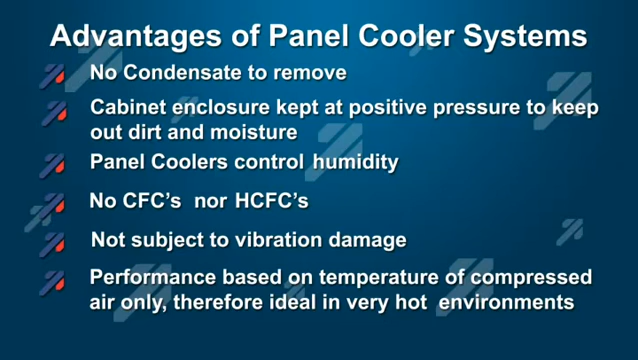 Advantages of Panel Cooler Systems
No Condensate to remove
Cabinet enclosure kept at positive pressure to keep
out dirt and moisture
Panel Coolers control humidity
No CFC's nor HCFC's
Not subject to vibration damage
Performance based on temperature of compressed
air only, therefore ideal in very hot environments